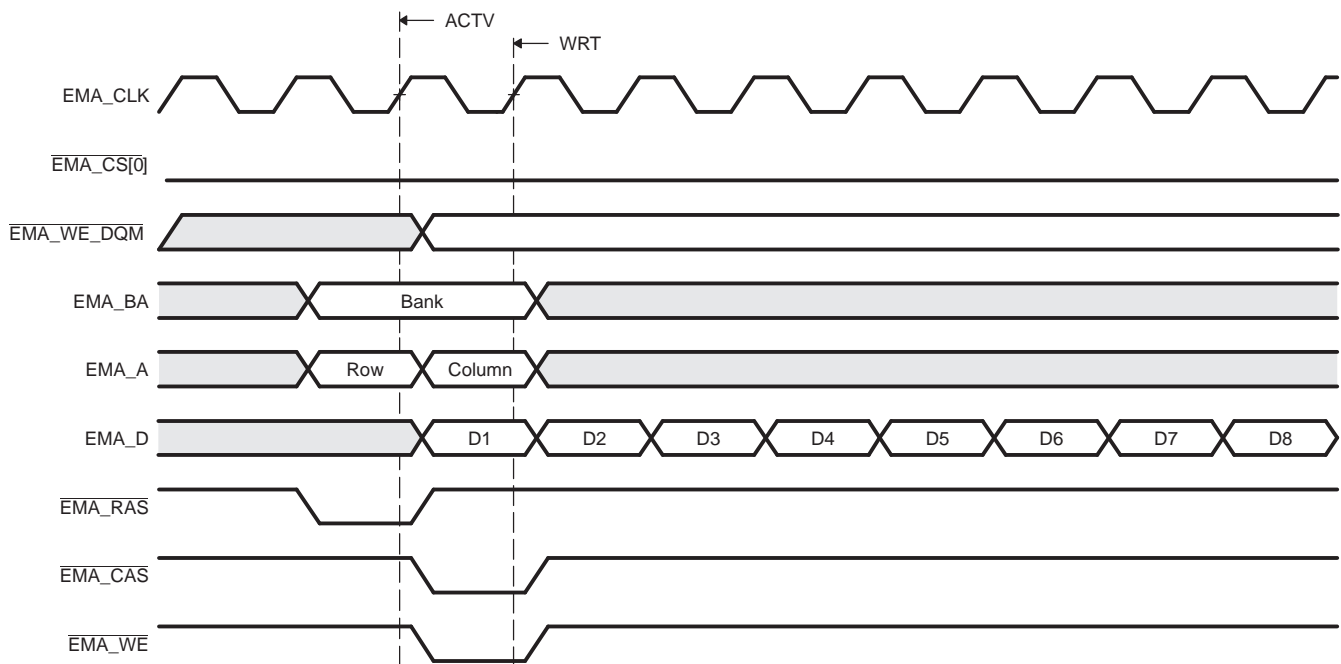 ACTV
WRT
EMA_CLK
EMA_CS[0]
EMA_WE_DQM
EMA_BA
Bank
EMA_A
Row
Column
EMA_D
D1
D2
D3
D4
D5
D6
D7
D8
EMA_RAS
EMA_CAS
EMA_WE